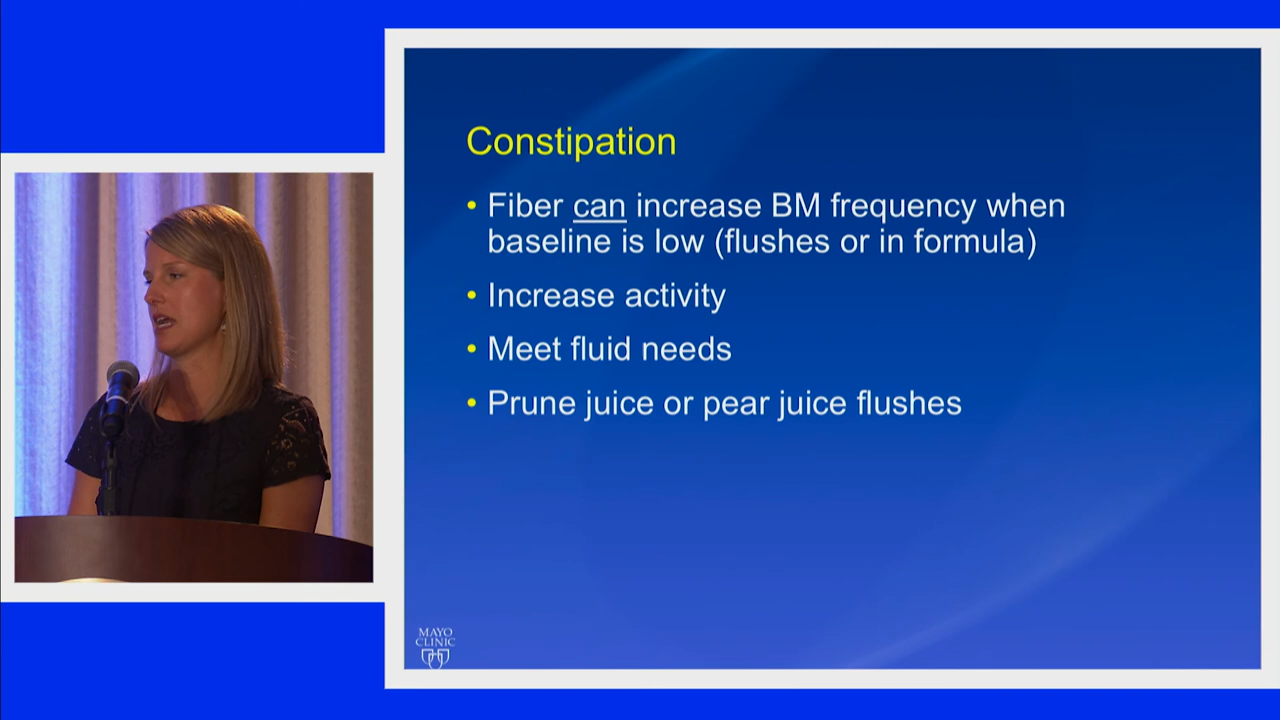 Constipation
• Fiber can increase BM frequency when
baseline is low (flushes or in formula)
• Increase activity
• Meet fluid needs
• Prune juice or pear juice flushes
MAYO
CLINIC